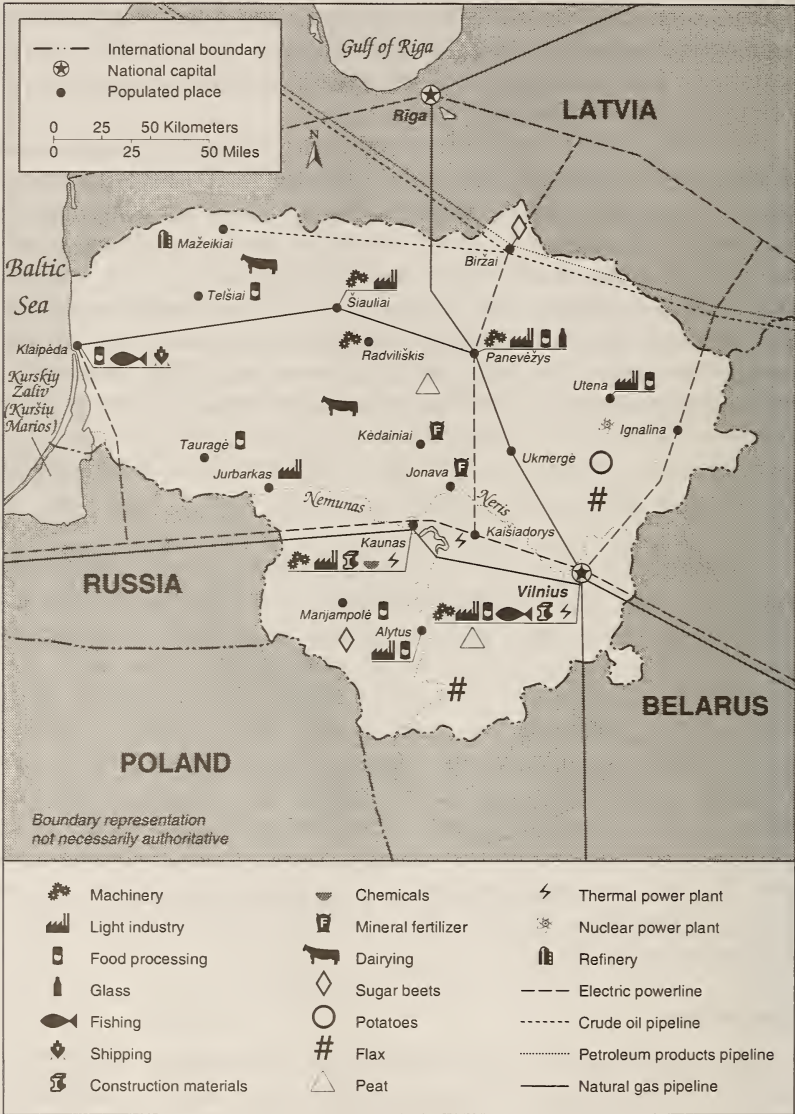 International boundary
National capital
Populated place
0 25 50 Kilometers
0 25 50 Miles
N
Gulf of Riga
Rīga
LATVIA
Mažeikiai
Biržai
Baltic
Sea
Telšiai
Šiauliai
Klaipėda
Radviliškis
Panevėžys
Kurskiy
Zaliv
(Kuršių
Marios)
Utena
Ignalina
Tauragė
Kėdainiai
F
Ukmergė
Jurbarkas
Jonava
F
Nemunas
Neris
Kaunas
Kaišiadorys
RUSSIA
Vilnius
Marijampolė
Alytus
BELARUS
POLAND
Boundary representation
not necessarily authoritative
Machinery
Light industry
Food processing
Glass
Fishing
Shipping
Construction materials
Chemicals
F Mineral fertilizer
Dairying
Sugar beets
Potatoes
Flax
Peat
Thermal power plant
Nuclear power plant
Refinery
Electric powerline
Crude oil pipeline
Petroleum products pipeline
Natural gas pipeline